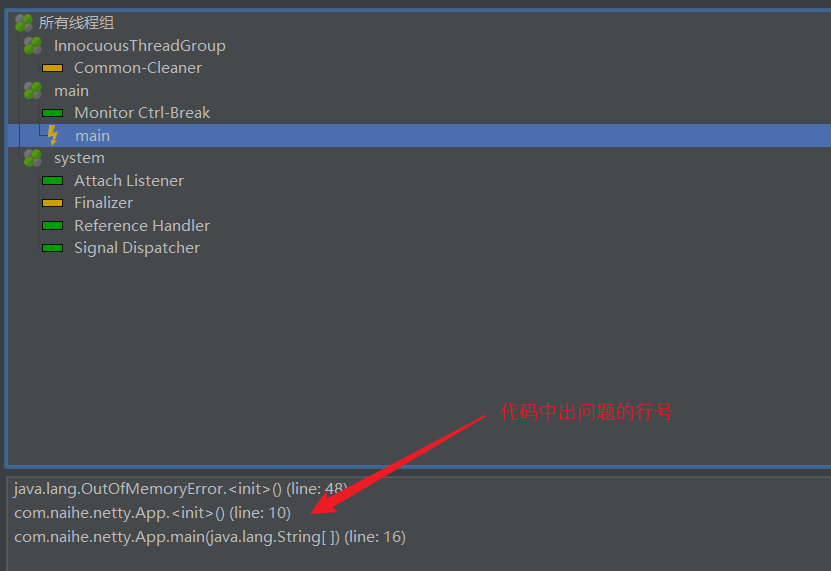 所有线程组
InnocuousThreadGroup
Common-Cleaner
main
Monitor Ctrl-Break
main
system
Attach Listener
Finalizer
Reference Handler
Signal Dispatcher
代码中出问题的行号
java.lang.OutOfMemoryError.<init>() (line: 48)
com.naihe.netty.App.<init>() (line: 10)
com.naihe.netty.App.main(java.lang.String[ ]) (line: 16)